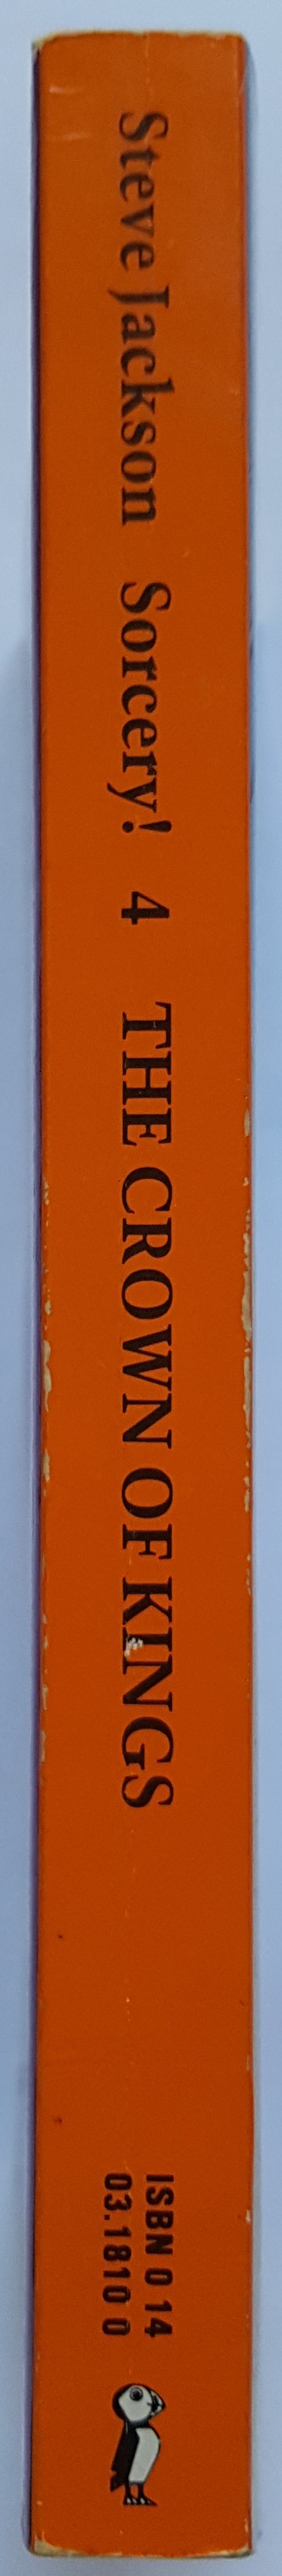 Steve Jackson Sorcery! 4 THE CROWN OF KINGS
ISBN 0 14
03.1810 0